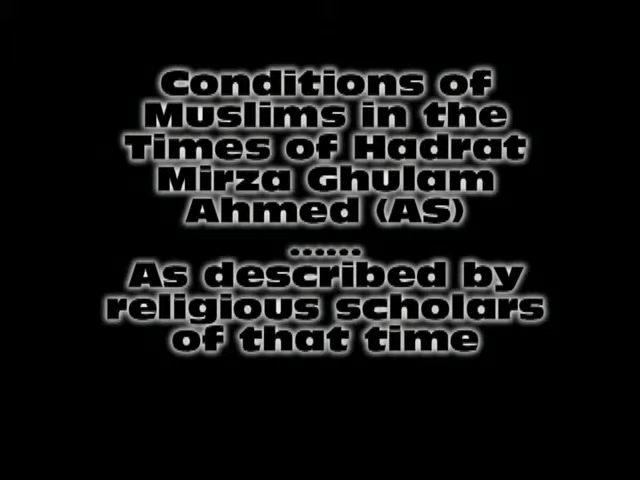 Conditions of
Muslims in the
Times of Hadrat
Mirza Ghulam
Ahmed (AS)
......
As described by
religious scholars
of that time